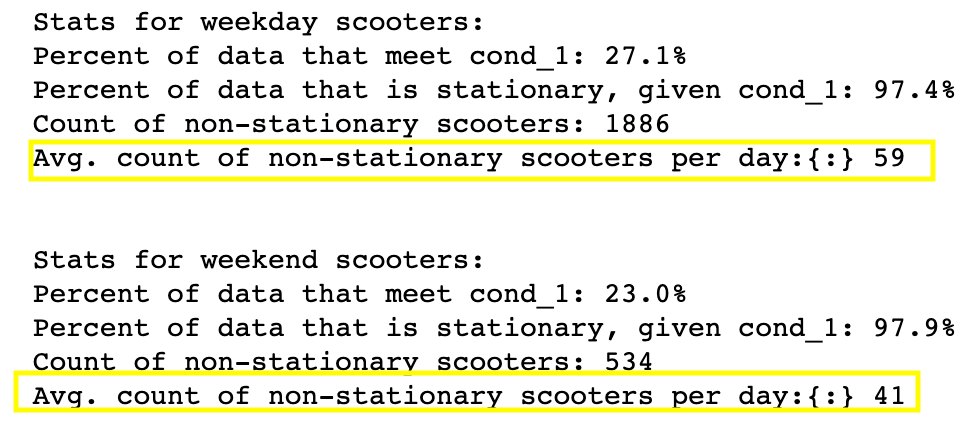 Stats for weekday scooters:
Percent of data that meet cond_1: 27.1%
Percent of data that is stationary, given cond_1: 97.4%
Count of non-stationary scooters: 1886
Avg. count of non-stationary scooters per day:{:} 59
Stats for weekend scooters:
Percent of data that meet cond_1: 23.0%
Percent of data that is stationary, given cond_1: 97.9%
Count of non-stationary scooters: 534
Avg. count of non-stationary scooters per day:{:} 41